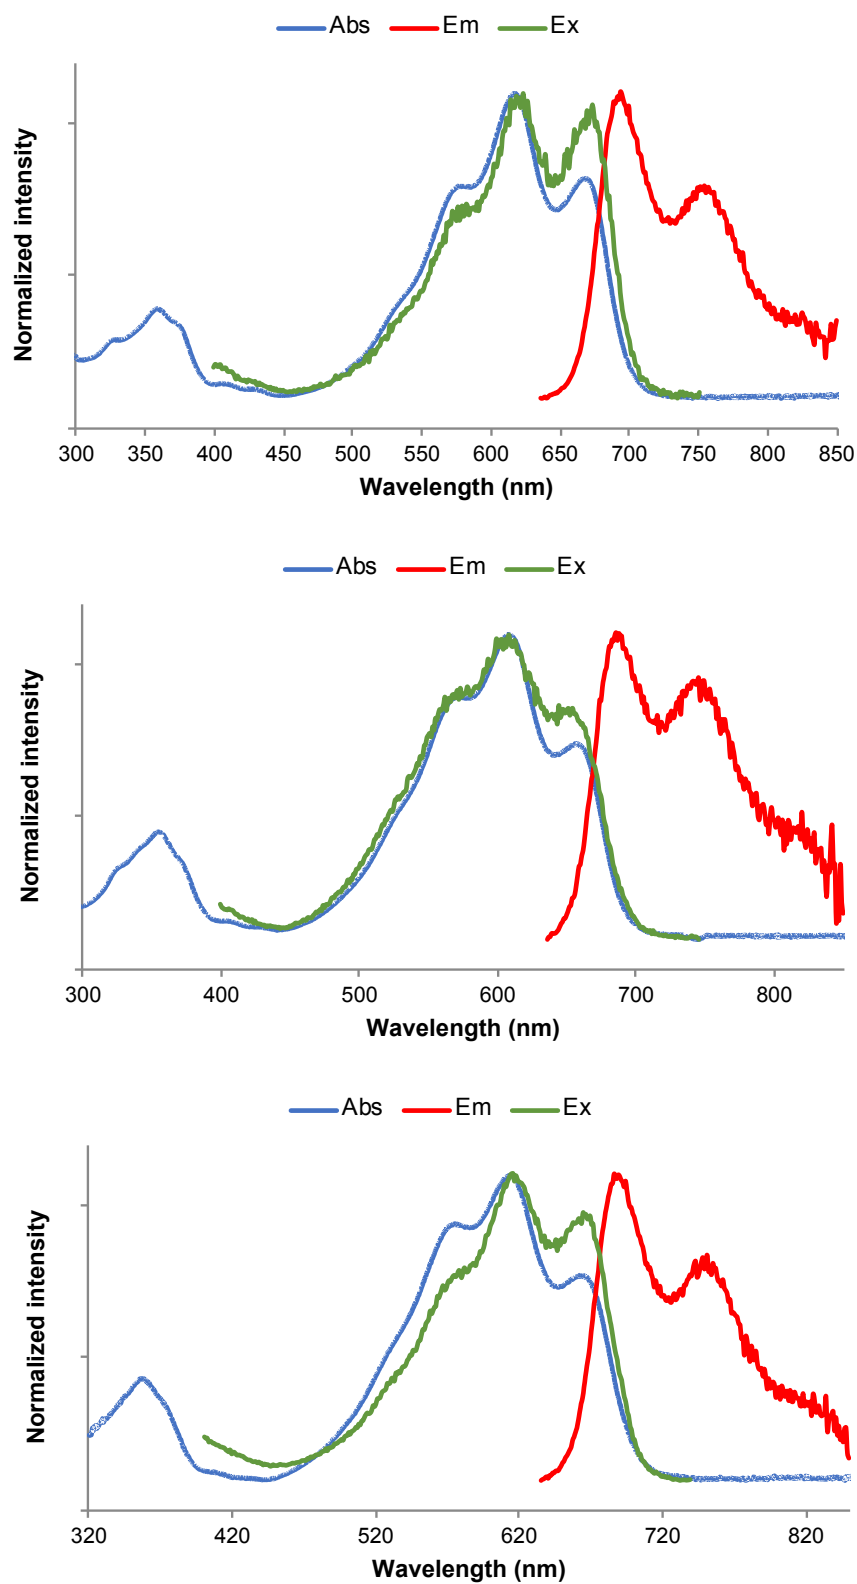 Abs Em Ex
Normalized intensity
300 350 400 450 500 550 600 650 700 750 800 850
Wavelength (nm)
Abs Em Ex
Normalized intensity
300 400 500 600 700 800
Wavelength (nm)
Abs Em Ex
Normalized intensity
320 420 520 620 720 820
Wavelength (nm)